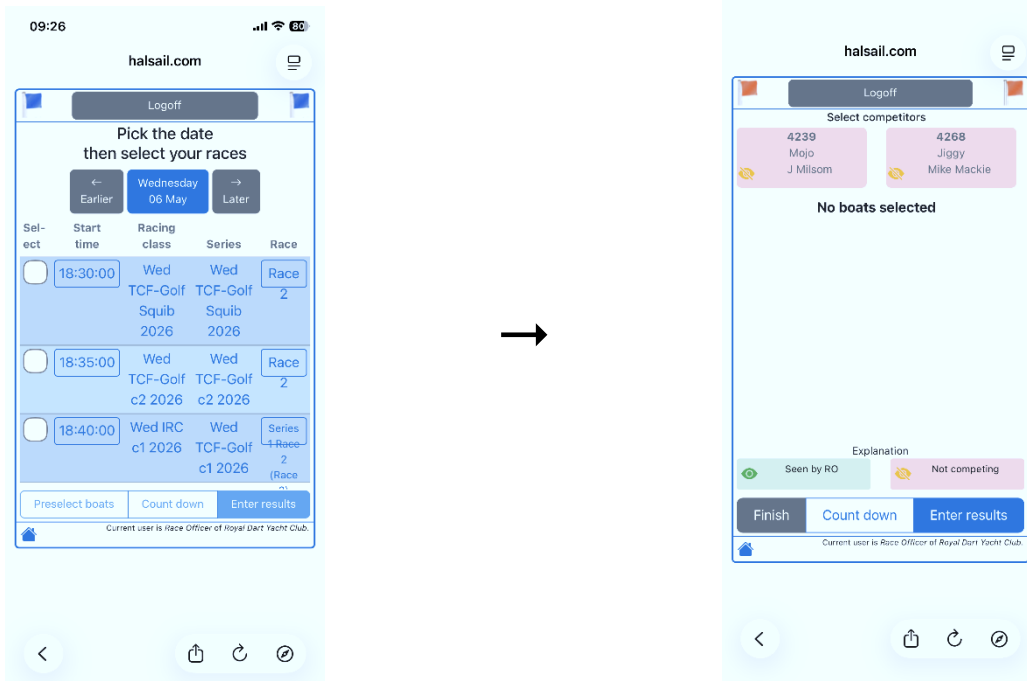 09:26
80
halsail.com
Logoff
Pick the date
then select your races
← Earlier
Wednesday 06 May
→ Later
Sel-ect Start time Racing class Series Race
18:30:00 Wed TCF-Golf Squib 2026 Wed TCF-Golf Squib 2026 Race 2
18:35:00 Wed TCF-Golf c2 2026 Wed TCF-Golf c2 2026 Race 2
18:40:00 Wed IRC c1 2026 Wed TCF-Golf c1 2026 Series 1 Race 2 (Race
Preselect boats Count down Enter results
Current user is Race Officer of Royal Dart Yacht Club.
halsail.com
Logoff
Select competitors
4239
Mojo
J Milsom
4268
Jiggy
Mike Mackie
No boats selected
Explanation
Seen by RO Not competing
Finish Count down Enter results
Current user is Race Officer of Royal Dart Yacht Club.